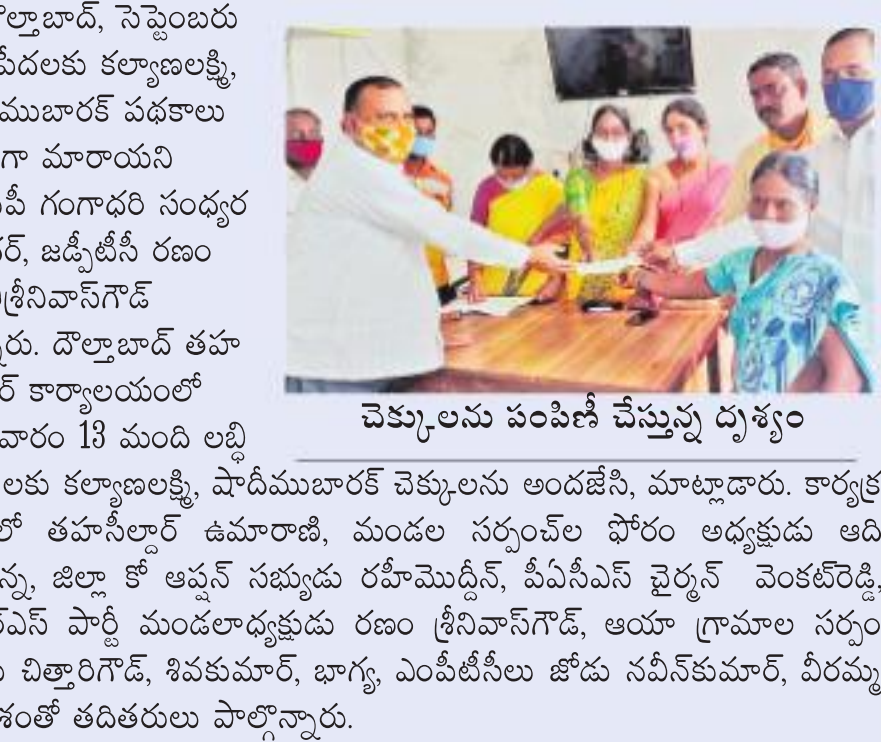 ల్తాబాద్, సెప్టెంబరు
పేదలకు కల్యాణలక్ష్మి,
ముబారక్ పథకాలు
గా మారాయని
పీ గంగాధరి సంధ్యర
ర్, జడ్పీటీసీ రణం
శ్రీనివాస్‌గౌడ్
రు. దౌల్తాబాద్ తహ
ర్ కార్యాలయంలో
వారం 13 మంది లబ్ధి
చెక్కులను పంపిణీ చేస్తున్న దృశ్యం
లకు కల్యాణలక్ష్మి, షాదీముబారక్ చెక్కులను అందజేసి, మాట్లాడారు. కార్యక్ర
లో తహసీల్దార్ ఉమారాణి, మండల సర్పంచ్‌ల ఫోరం అధ్యక్షుడు ఆది
న్న, జిల్లా కో ఆప్షన్ సభ్యుడు రహీమొద్దీన్, పీఏసీఎస్ చైర్మన్ వెంకట్‌రెడ్డి,
ర్ఎస్ పార్టీ మండలాధ్యక్షుడు రణం శ్రీనివాస్‌గౌడ్, ఆయా గ్రామాల సర్పం
చిత్తారిగౌడ్, శివకుమార్, భాగ్య, ఎంపీటీసీలు జోడు నవీన్‌కుమార్, వీరమ్మ
శంతో తదితరులు పాల్గొన్నారు.